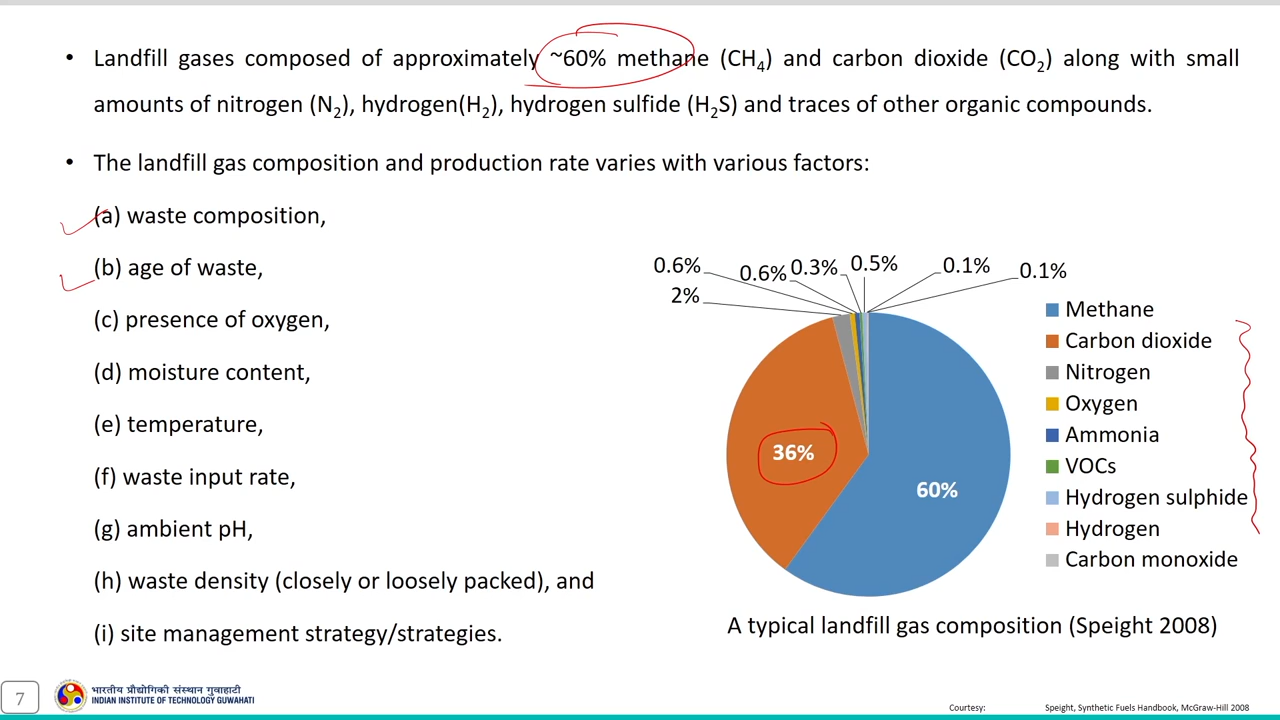 • Landfill gases composed of approximately ~60% methane (CH₄) and carbon dioxide (CO₂) along with small
amounts of nitrogen (N₂), hydrogen(H₂), hydrogen sulfide (H₂S) and traces of other organic compounds.
• The landfill gas composition and production rate varies with various factors:
(a) waste composition,
(b) age of waste,
(c) presence of oxygen,
(d) moisture content,
(e) temperature,
(f) waste input rate,
(g) ambient pH,
(h) waste density (closely or loosely packed), and
(i) site management strategy/strategies.
0.6%
2%
0.6%
0.3%
0.5%
0.1%
0.1%
36%
60%
Methane
Carbon dioxide
Nitrogen
Oxygen
Ammonia
VOCs
Hydrogen sulphide
Hydrogen
Carbon monoxide
A typical landfill gas composition (Speight 2008)
7
भारतीय प्रौद्योगिकी संस्थान गुवाहाटी
INDIAN INSTITUTE OF TECHNOLOGY GUWAHATI
Courtesy: Speight, Synthetic Fuels Handbook, McGraw-Hill 2008